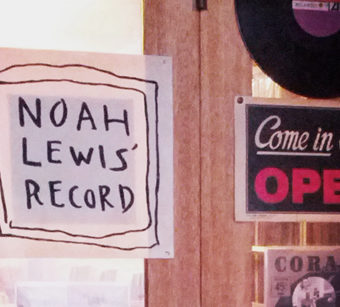 NOAH
LEWIS'
RECORD
Come in
OPE
CORA